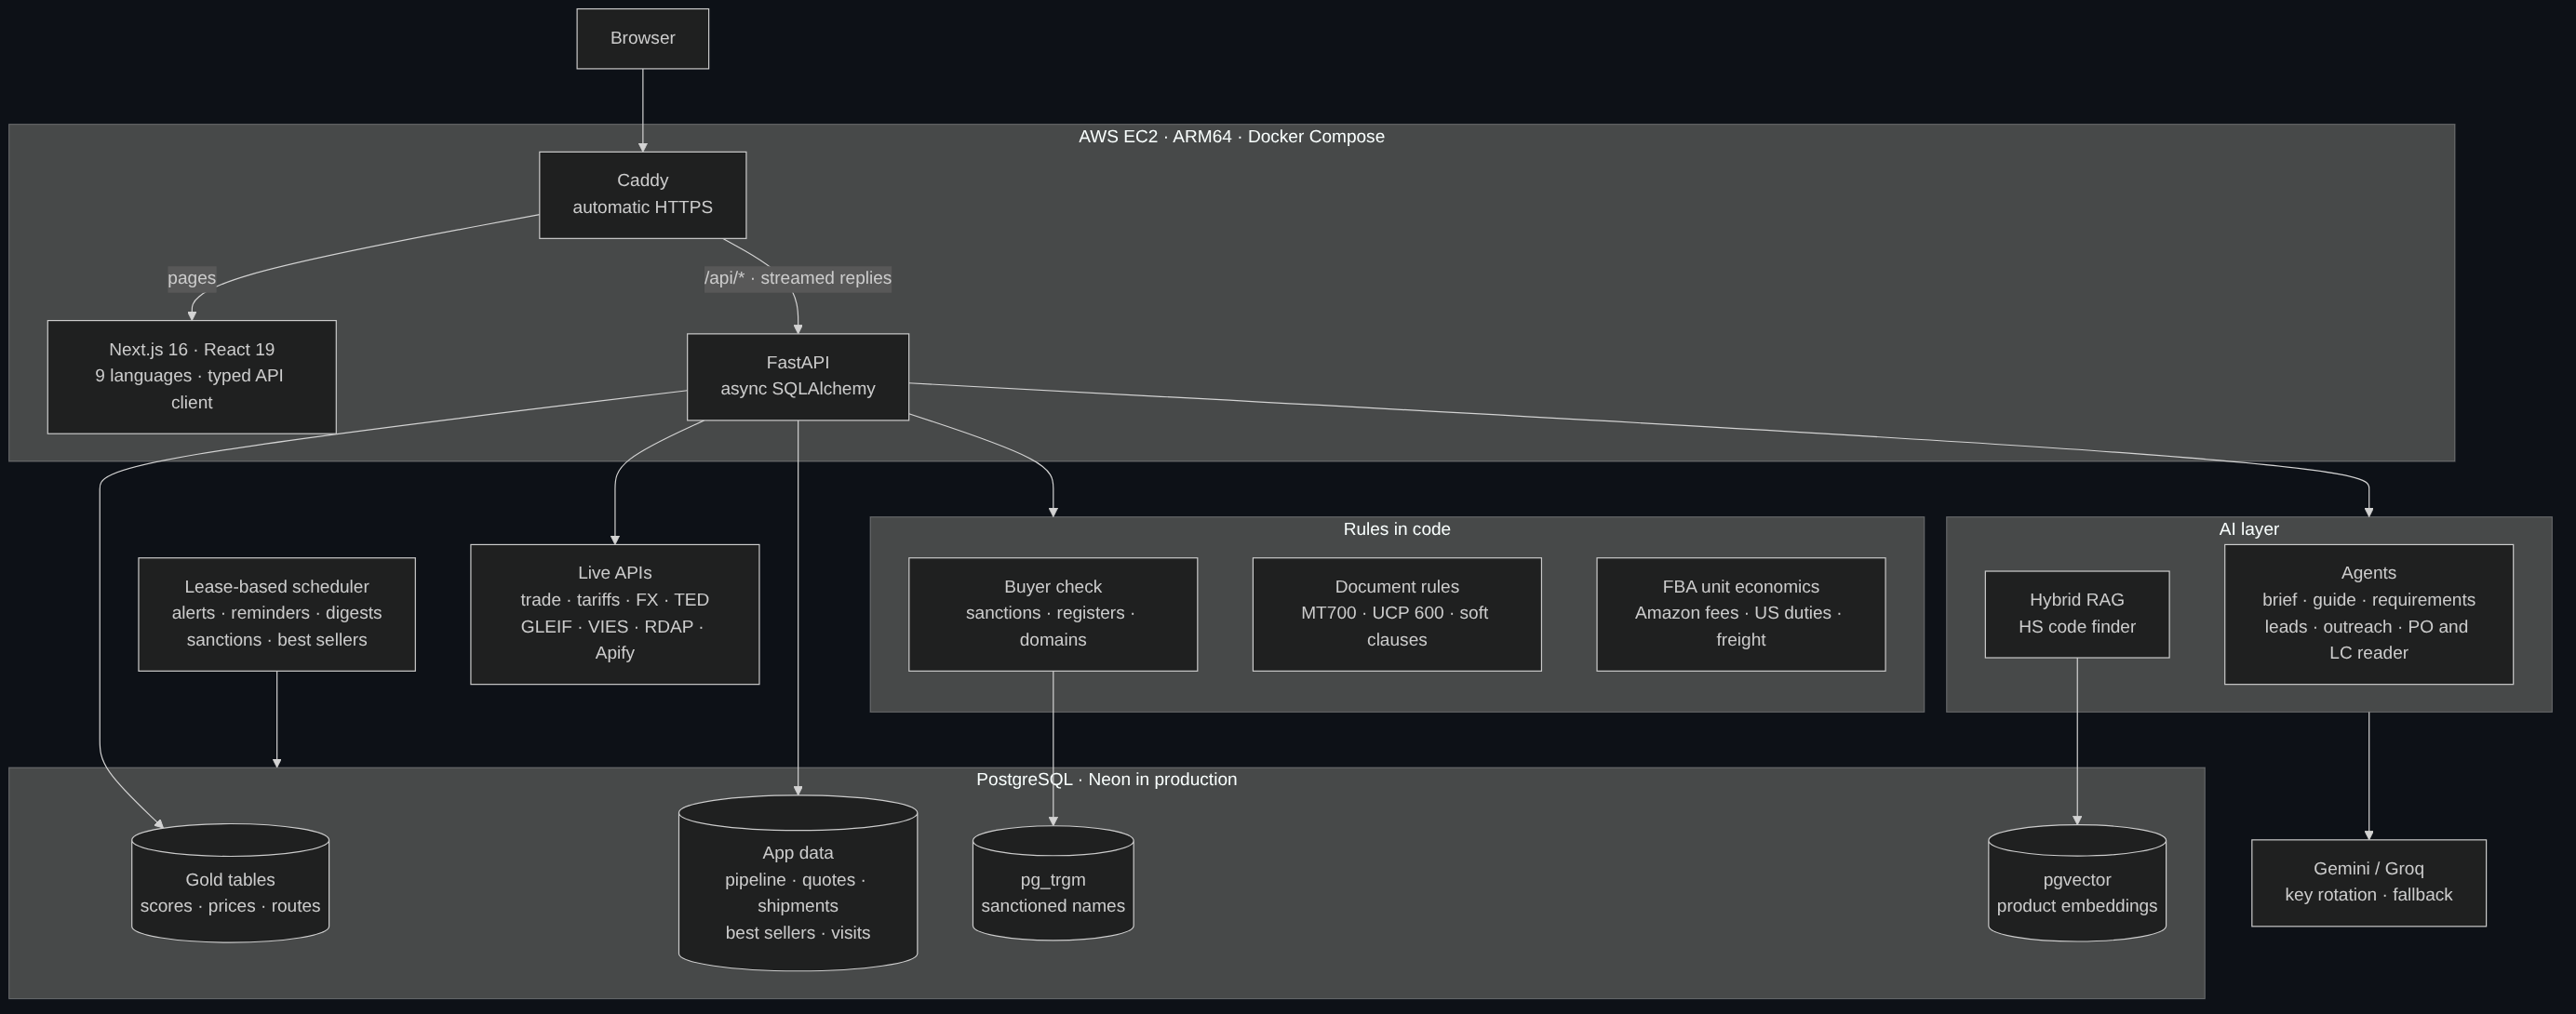 Browser
AWS EC2 · ARM64 · Docker Compose
Caddy
automatic HTTPS
pages
/api/* · streamed replies
Next.js 16 · React 19
9 languages · typed API
client
FastAPI
async SQLAlchemy
Rules in code
AI layer
Lease-based scheduler
alerts · reminders · digests
sanctions · best sellers
Live APIs
trade · tariffs · FX · TED
GLEIF · VIES · RDAP ·
Apify
Buyer check
sanctions · registers ·
domains
Document rules
MT700 · UCP 600 · soft
clauses
FBA unit economics
Amazon fees · US duties ·
freight
Hybrid RAG
HS code finder
Agents
brief · guide · requirements
leads · outreach · PO and
LC reader
PostgreSQL · Neon in production
Gold tables
scores · prices · routes
App data
pipeline · quotes ·
shipments
best sellers · visits
pg_trgm
sanctioned names
pgvector
product embeddings
Gemini / Groq
key rotation · fallback